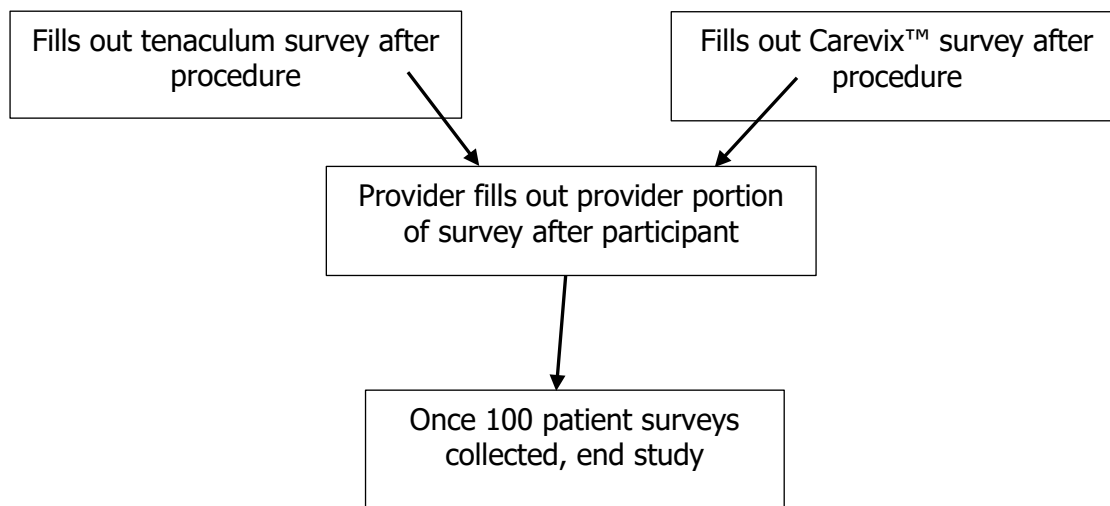 Fills out tenaculum survey after
procedure
Fills out Carevix™ survey after
procedure
Provider fills out provider portion
of survey after participant
Once 100 patient surveys
collected, end study